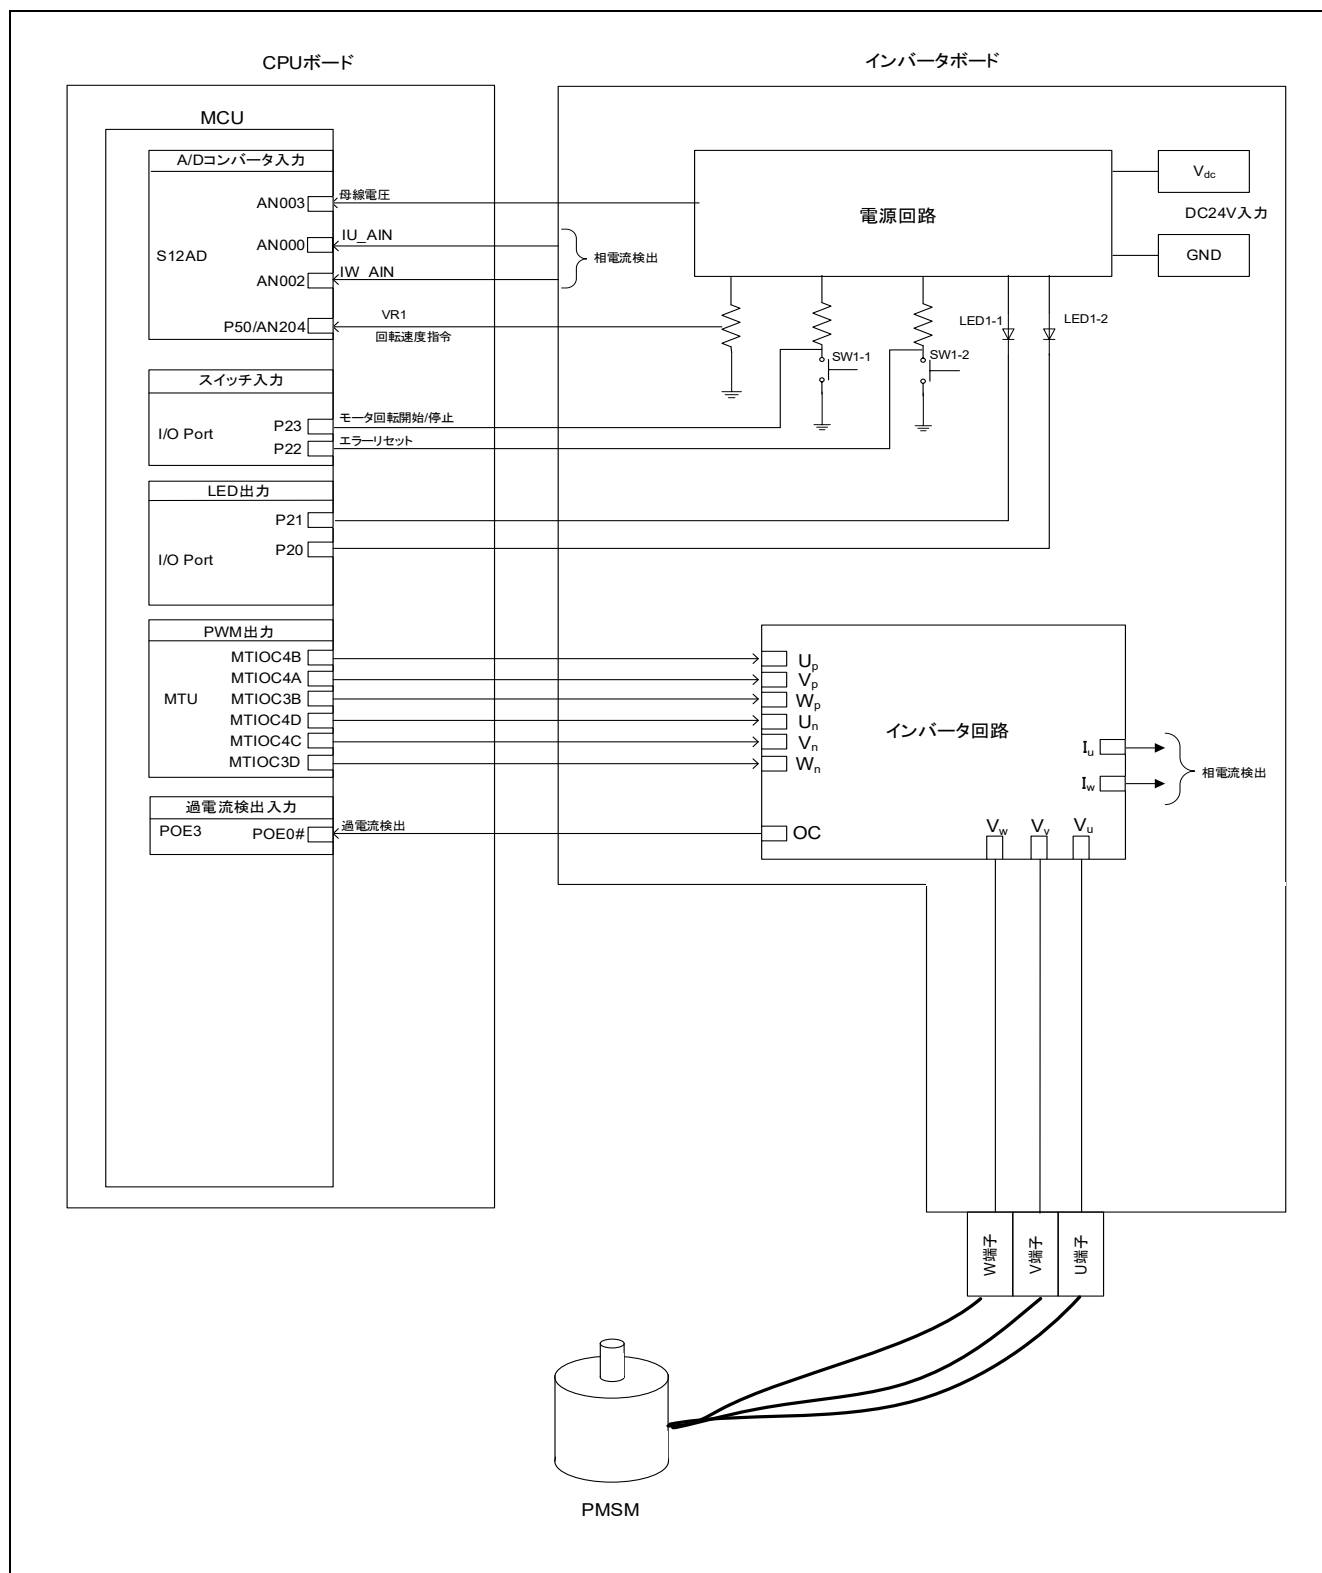 CPUボード
インバータボード
MCU
A/Dコンバータ入力
S12AD
AN003
AN000
AN002
P50/AN204
母線電圧
IU_AIN
IW_AIN
相電流検出
VR1
回転速度指令
電源回路
Vdc
DC24V入力
GND
SW1-1
SW1-2
LED1-1
LED1-2
スイッチ入力
I/O Port
P23
P22
モータ回転開始/停止
エラーリセット
LED出力
I/O Port
P21
P20
PWM出力
MTU
MTIOC4B
MTIOC4A
MTIOC3B
MTIOC4D
MTIOC4C
MTIOC3D
Up
Vp
Wp
Un
Vn
Wn
インバータ回路
Iu
Iw
相電流検出
過電流検出入力
POE3
POE0#
過電流検出
OC
Vw
Vv
Vu
W端子
V端子
U端子
PMSM